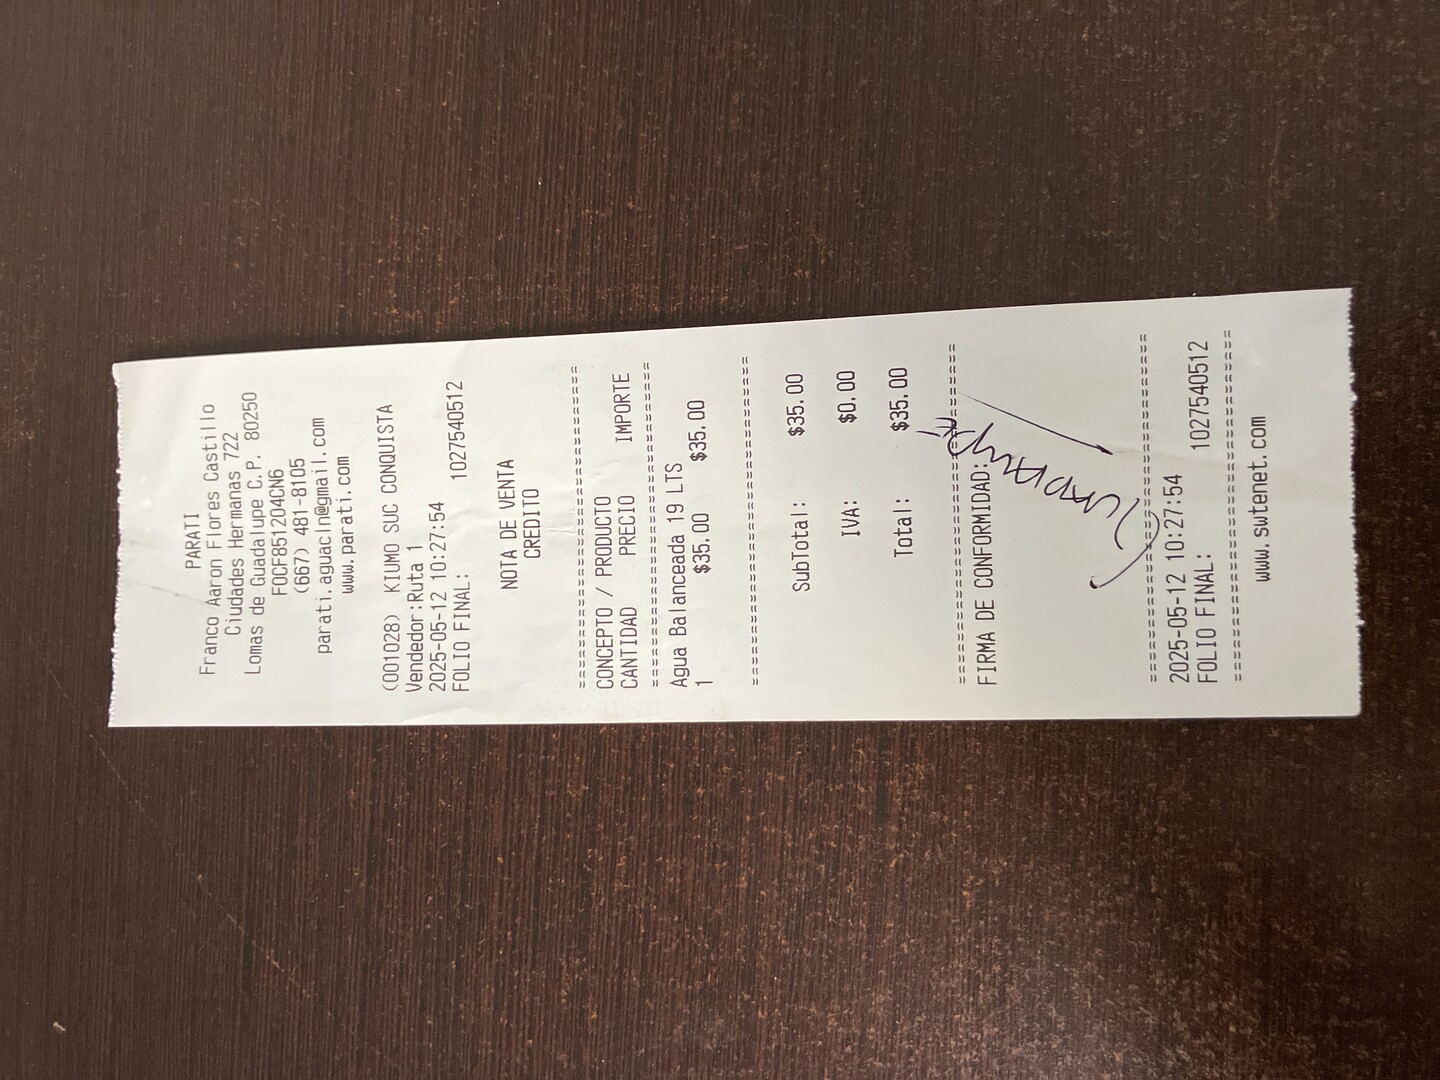 PARATI
Franco Aaron Flores Castillo
Ciudades Hermanas 722
Lomas de Guadalupe C.P. 80250
FOCF851204CN6
(667) 481-8105
parati.aguacln@gmail.com
www.parati.com
(001028) KIUMO SUC CONQUISTA
Vendedor:Ruta 1
2025-05-12 10:27:54
FOLIO FINAL: 1027540512
NOTA DE VENTA
CREDITO
==============================
CONCEPTO / PRODUCTO
CANTIDAD PRECIO IMPORTE
==============================
Agua Balanceada 19 LTS
1 $35.00 $35.00
==============================
SubTotal: $35.00
IVA: $0.00
Total: $35.00
==============================
FIRMA DE CONFORMIDAD:
==============================
2025-05-12 10:27:54
FOLIO FINAL: 1027540512
==============================
www.swtenet.com